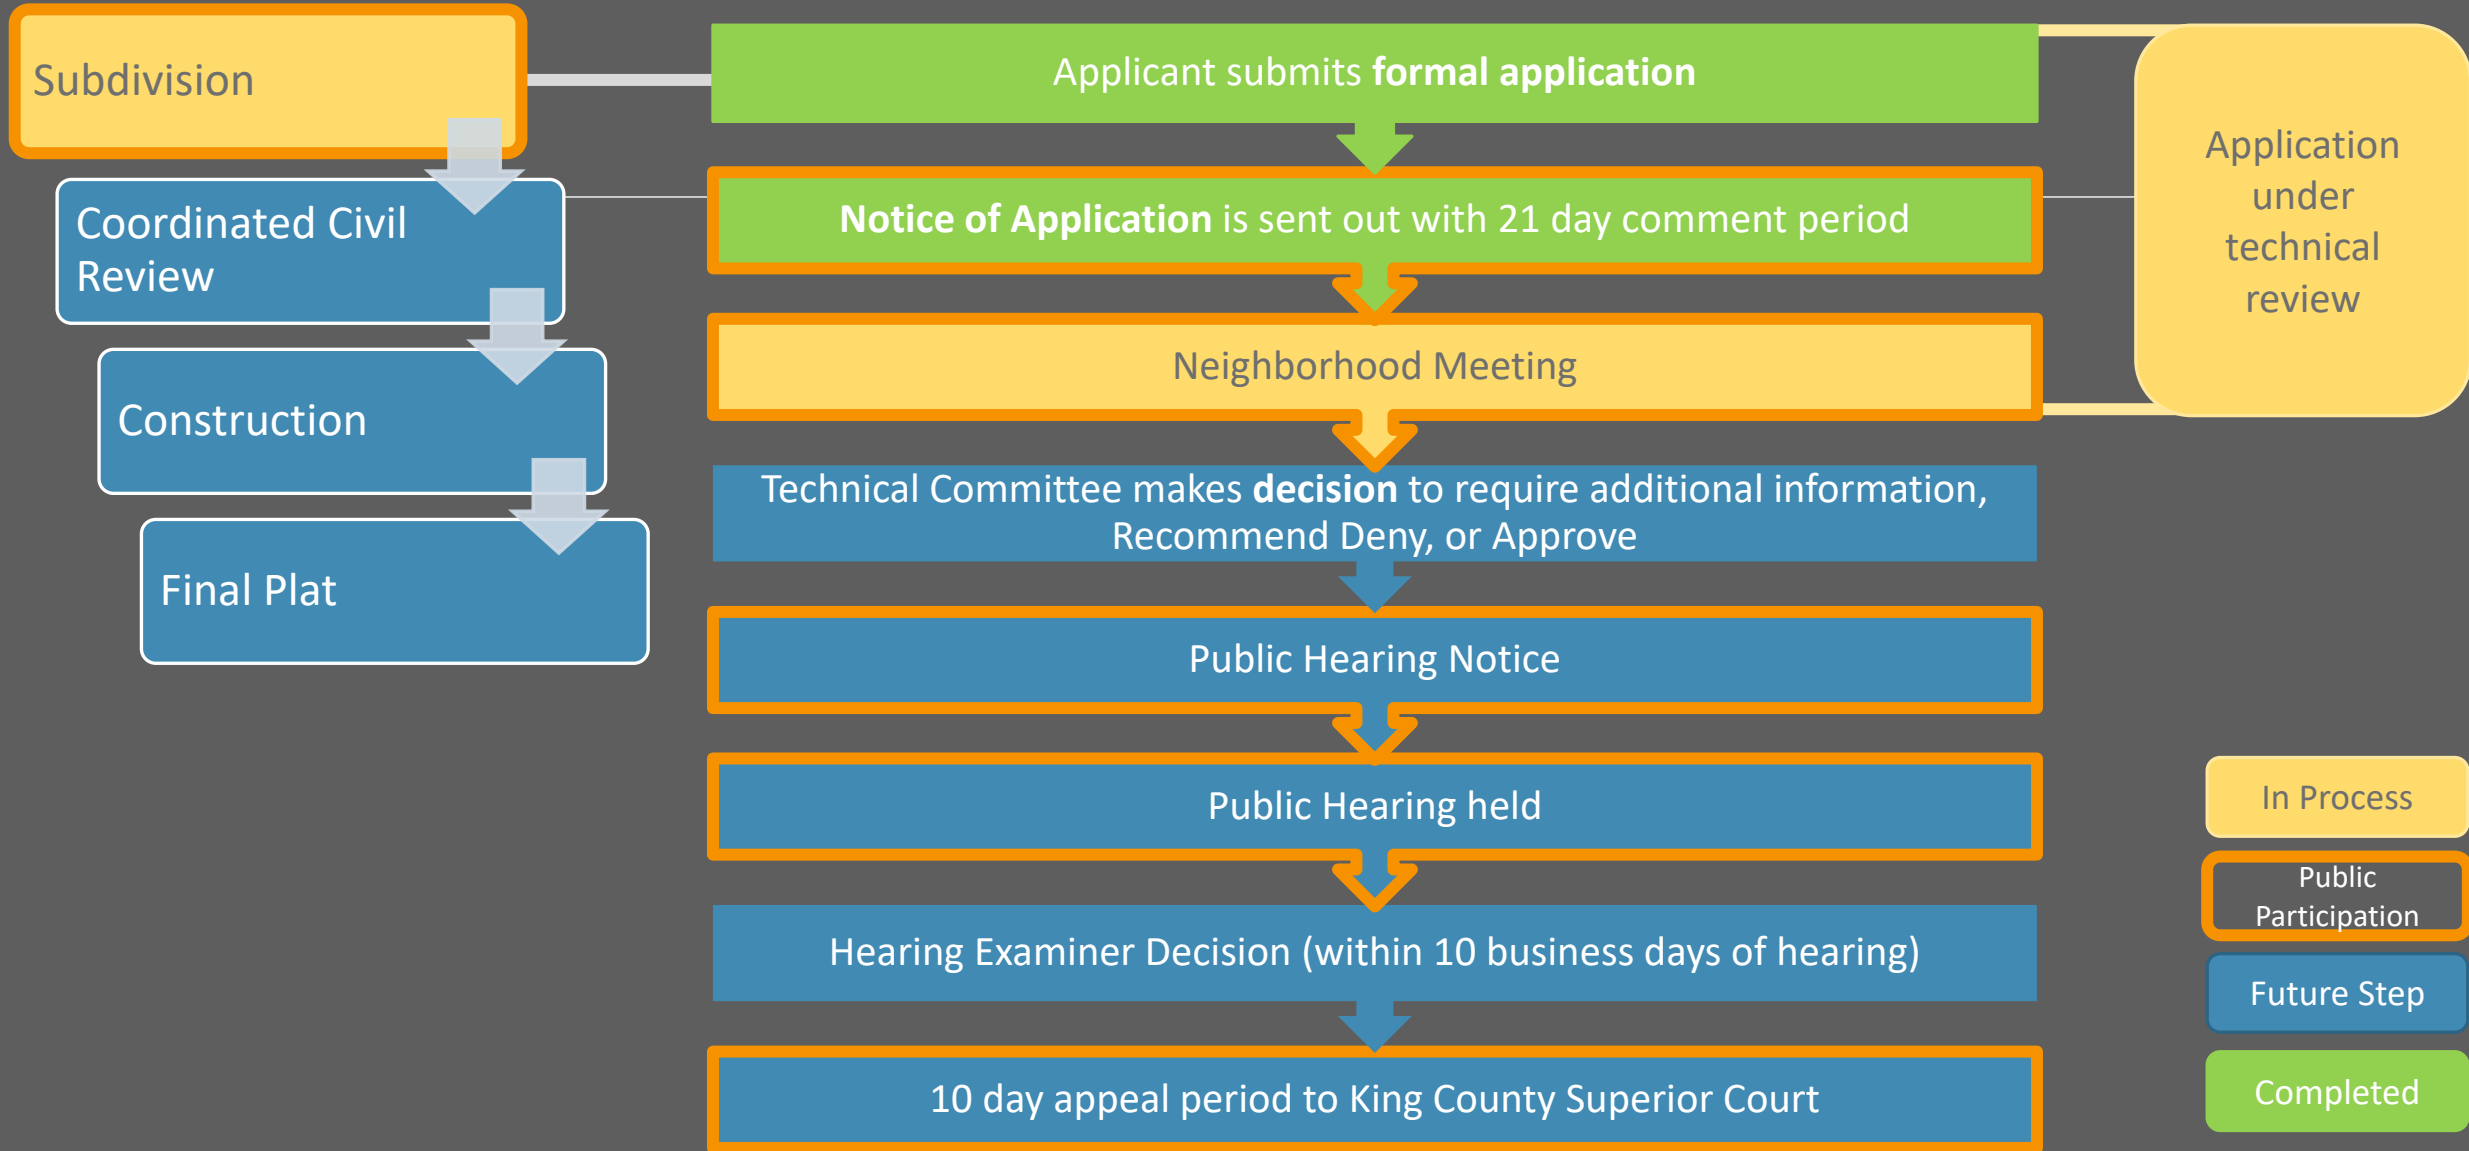 Subdivision
Coordinated Civil
Review
Construction
Final Plat
Applicant submits formal application
Notice of Application is sent out with 21 day comment period
Neighborhood Meeting
Technical Committee makes decision to require additional information,
Recommend Deny, or Approve
Public Hearing Notice
Public Hearing held
Hearing Examiner Decision (within 10 business days of hearing)
10 day appeal period to King County Superior Court
Application
under
technical
review
In Process
Public
Participation
Future Step
Completed